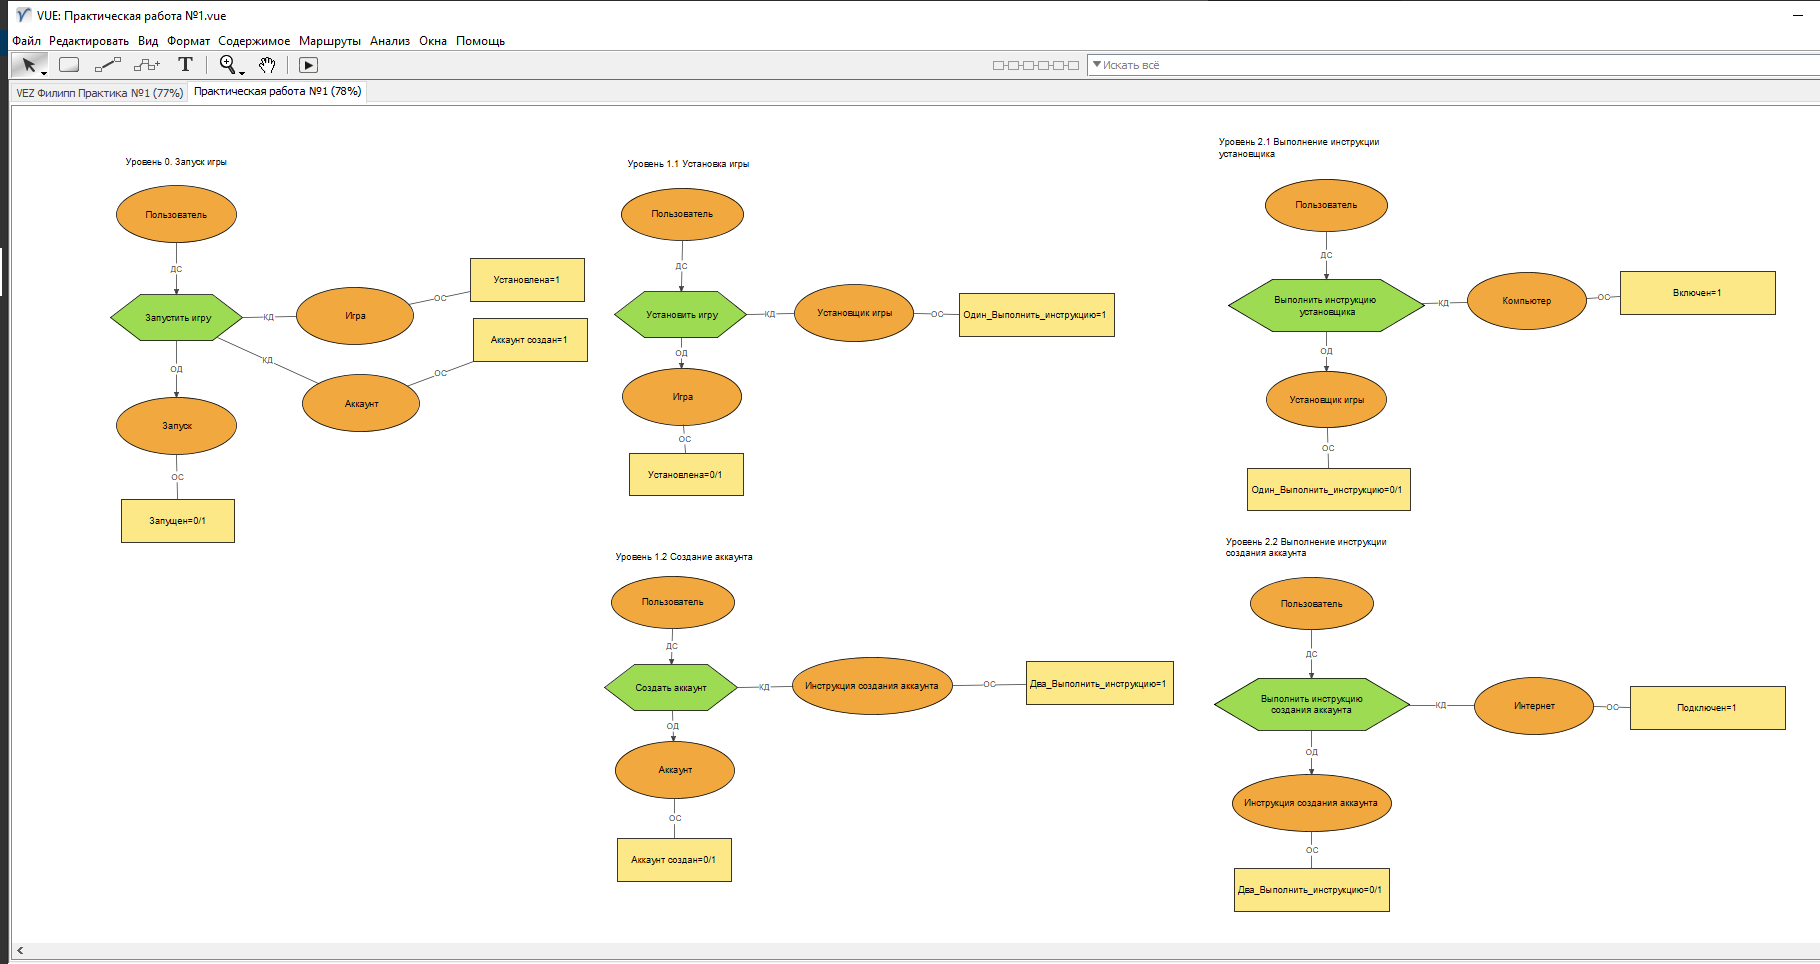 VUE: Практическая работа №1.vue
Файл Редактировать Вид Формат Содержимое Маршруты Анализ Окна Помощь
T
Искать всё
VEZ Филипп Практика №1 (77%)
Практическая работа №1 (78%)
Уровень 0. Запуск игры
Пользователь
ДС
Запустить игру
КД
Игра
ОС
Установлена=1
КД
Аккаунт
ОС
Аккаунт создан=1
ОД
Запуск
ОС
Запущен=0/1
Уровень 1.1 Установка игры
Пользователь
ДС
Установить игру
КД
Установщик игры
ОС
Один_Выполнить_инструкцию=1
ОД
Игра
ОС
Установлена=0/1
Уровень 1.2 Создание аккаунта
Пользователь
ДС
Создать аккаунт
КД
Инструкция создания аккаунта
ОС
Два_Выполнить_инструкцию=1
ОД
Аккаунт
ОС
Аккаунт создан=0/1
Уровень 2.1 Выполнение инструкции
установщика
Пользователь
ДС
Выполнить инструкцию
установщика
КД
Компьютер
ОС
Включен=1
ОД
Установщик игры
ОС
Один_Выполнить_инструкцию=0/1
Уровень 2.2 Выполнение инструкции
создания аккаунта
Пользователь
ДС
Выполнить инструкцию
создания аккаунта
КД
Интернет
ОС
Подключен=1
ОД
Инструкция создания аккаунта
ОС
Два_Выполнить_инструкцию=0/1